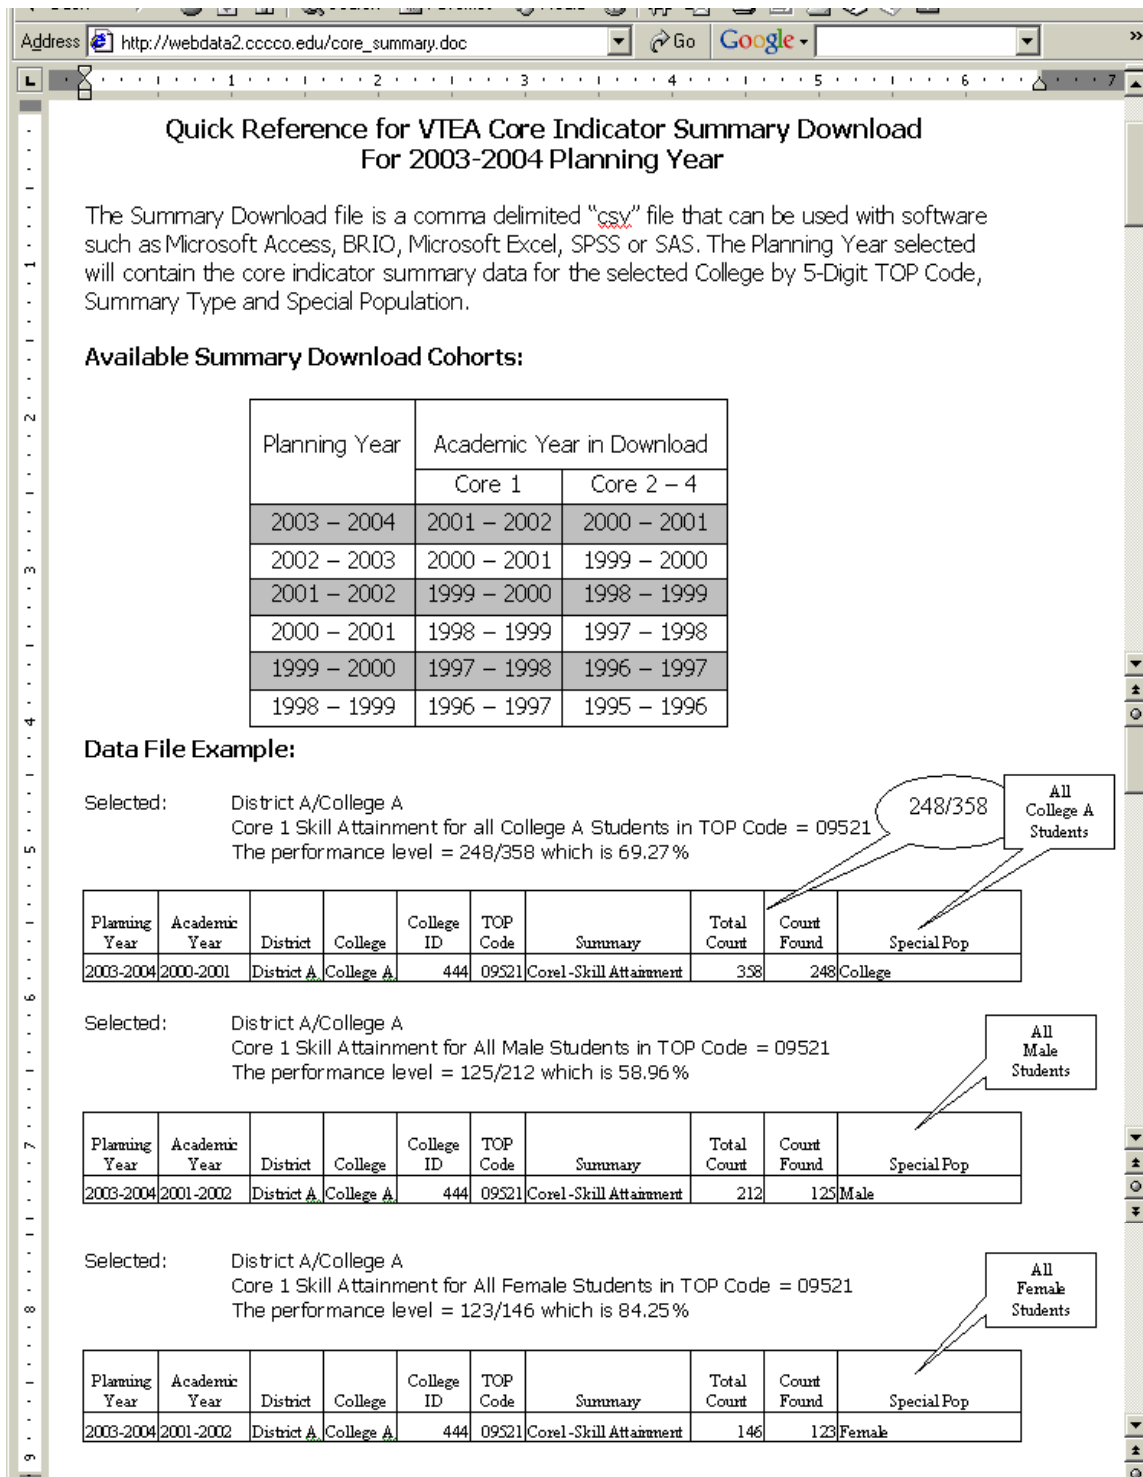 Address http://webdata2.cccco.edu/core_summary.doc Go Google »
1 2 3 4 5 6 7
Quick Reference for VTEA Core Indicator Summary Download
For 2003-2004 Planning Year
The Summary Download file is a comma delimited "csv" file that can be used with software
such as Microsoft Access, BRIO, Microsoft Excel, SPSS or SAS. The Planning Year selected
will contain the core indicator summary data for the selected College by 5-Digit TOP Code,
Summary Type and Special Population.
Available Summary Download Cohorts:
Planning Year Academic Year in Download
Core 1 Core 2 – 4
2003 – 2004 2001 – 2002 2000 – 2001
2002 – 2003 2000 – 2001 1999 – 2000
2001 – 2002 1999 – 2000 1998 – 1999
2000 – 2001 1998 – 1999 1997 – 1998
1999 – 2000 1997 – 1998 1996 – 1997
1998 – 1999 1996 – 1997 1995 – 1996
Data File Example:
Selected: District A/College A
Core 1 Skill Attainment for all College A Students in TOP Code = 09521
The performance level = 248/358 which is 69.27%
248/358
All
College A
Students
Planning Academic College TOP Total Count
Year Year District College ID Code Summary Count Found Special Pop
2003-2004 2000-2001 District A College A 444 09521 Core1-Skill Attainment 358 248 College
Selected: District A/College A
Core 1 Skill Attainment for All Male Students in TOP Code = 09521
The performance level = 125/212 which is 58.96%
All
Male
Students
Planning Academic College TOP Total Count
Year Year District College ID Code Summary Count Found Special Pop
2003-2004 2001-2002 District A College A 444 09521 Core1-Skill Attainment 212 125 Male
Selected: District A/College A
Core 1 Skill Attainment for All Female Students in TOP Code = 09521
The performance level = 123/146 which is 84.25%
All
Female
Students
Planning Academic College TOP Total Count
Year Year District College ID Code Summary Count Found Special Pop
2003-2004 2001-2002 District A College A 444 09521 Core1-Skill Attainment 146 123 Female